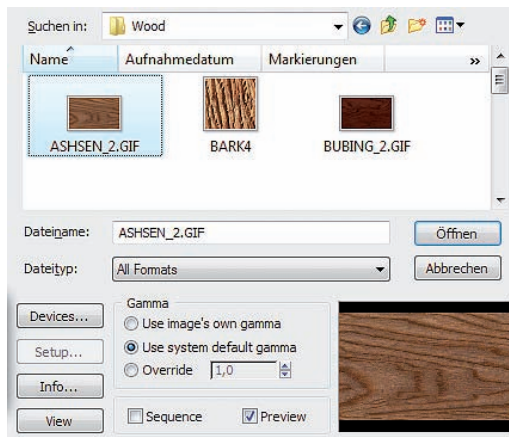 Suchen in: Wood
Name Aufnahmedatum Markierungen »
ASHSEN_2.GIF BARK4 BUBING_2.GIF
Dateiname: ASHSEN_2.GIF Öffnen
Dateityp: All Formats Abbrechen
Devices...
Setup...
Info...
View
Gamma
Use image's own gamma
Use system default gamma
Override 1,0
Sequence Preview